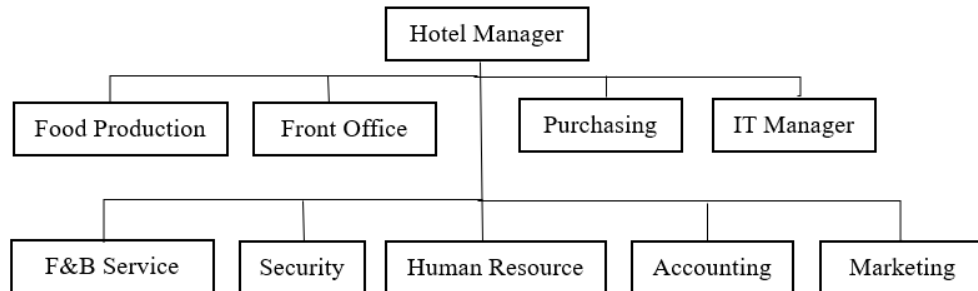 Hotel Manager
Food Production
Front Office
Purchasing
IT Manager
F&B Service
Security
Human Resource
Accounting
Marketing